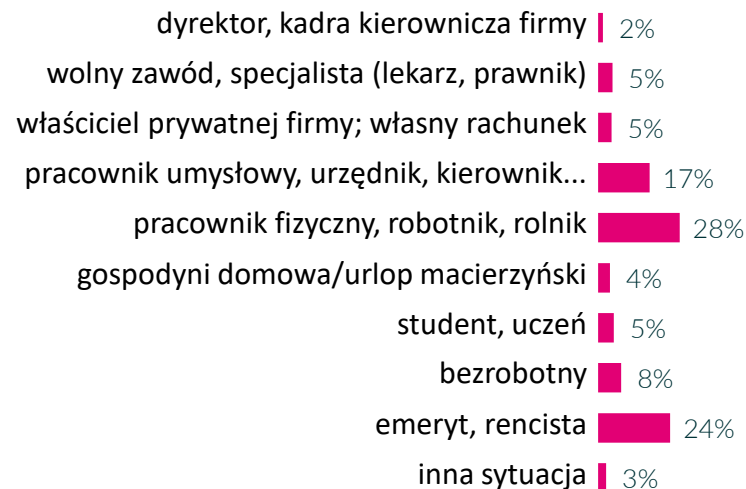 dyrektor, kadra kierownicza firmy 2%
wolny zawód, specjalista (lekarz, prawnik) 5%
właściciel prywatnej firmy; własny rachunek 5%
pracownik umysłowy, urzędnik, kierownik... 17%
pracownik fizyczny, robotnik, rolnik 28%
gospodyni domowa/urlop macierzyński 4%
student, uczeń 5%
bezrobotny 8%
emeryt, rencista 24%
inna sytuacja 3%